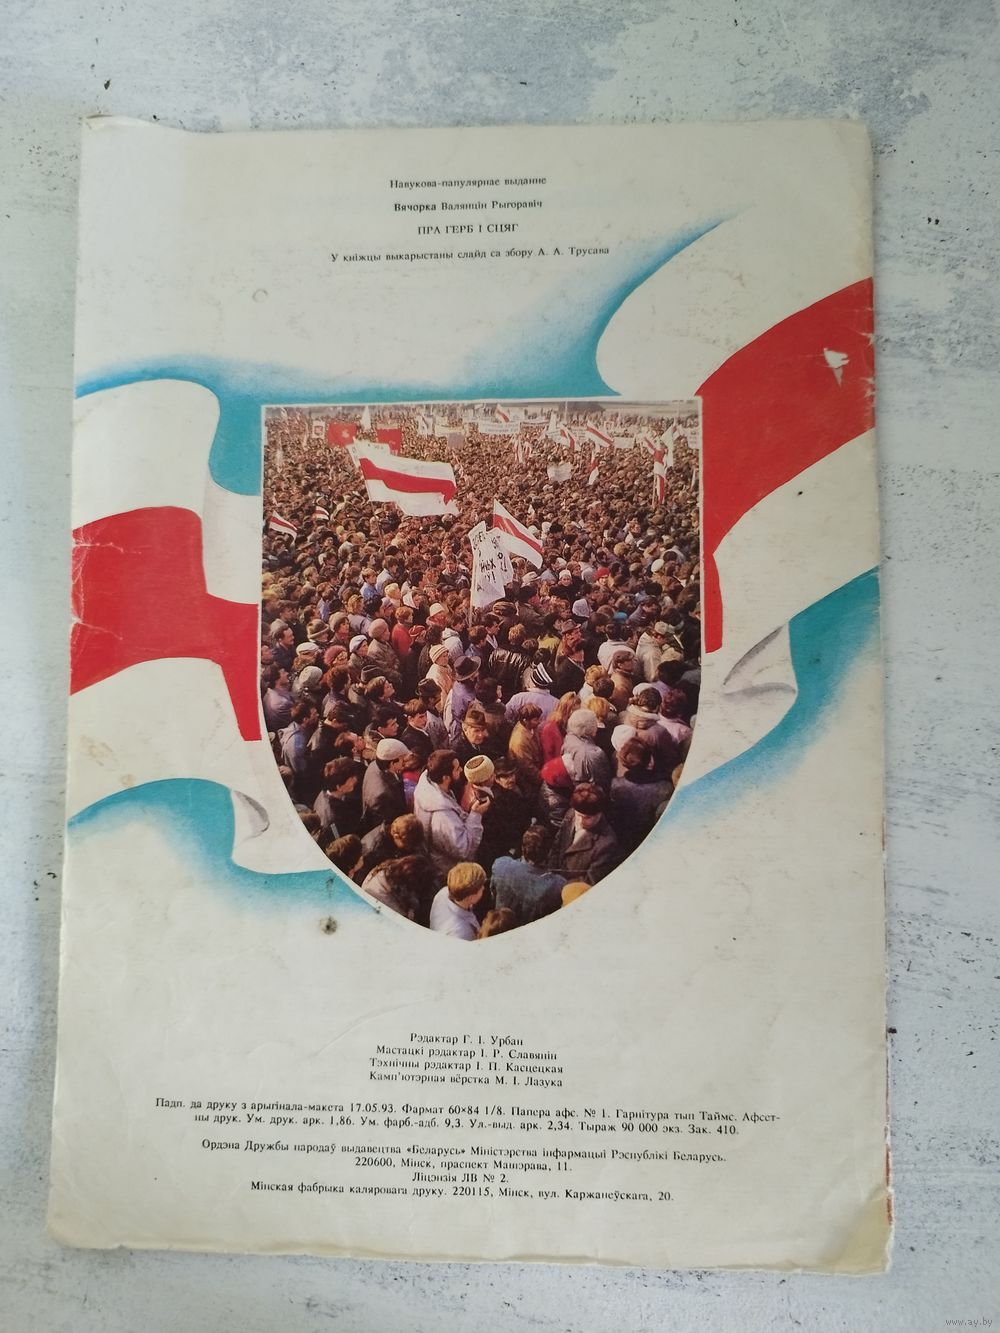 Навукова-папулярнае выданне
Вячорка Валянцін Рыгоравіч
ПРА ГЕРБ І СЦЯГ
У кніжцы выкарыстаны слайд са збору А. А. Трусава
Рэдактар Г. І. Урбан
Мастацкі рэдактар І. Р. Славянін
Тэхнічны рэдактар І. П. Касцецкая
Камп'ютэрная вёрстка М. І. Лазука
Падп. да друку з арыгінала-макета 17.05.93. Фармат 60×84 1/8. Папера афс. № 1. Гарнітура тып Таймс. Афсет-
ны друк. Ум. друк. арк. 1,86. Ум. фарб.-адб. 9,3. Ул.-выд. арк. 2,34. Тыраж 90 000 экз. Зак. 410.
Ордэна Дружбы народаў выдавецтва «Беларусь» Міністэрства інфармацыі Рэспублікі Беларусь.
220600, Мінск, праспект Машэрава, 11.
Ліцэнзія ЛВ № 2.
Мінская фабрыка каляровага друку. 220115, Мінск, вул. Каржанеўскага, 20.
www.ay.by